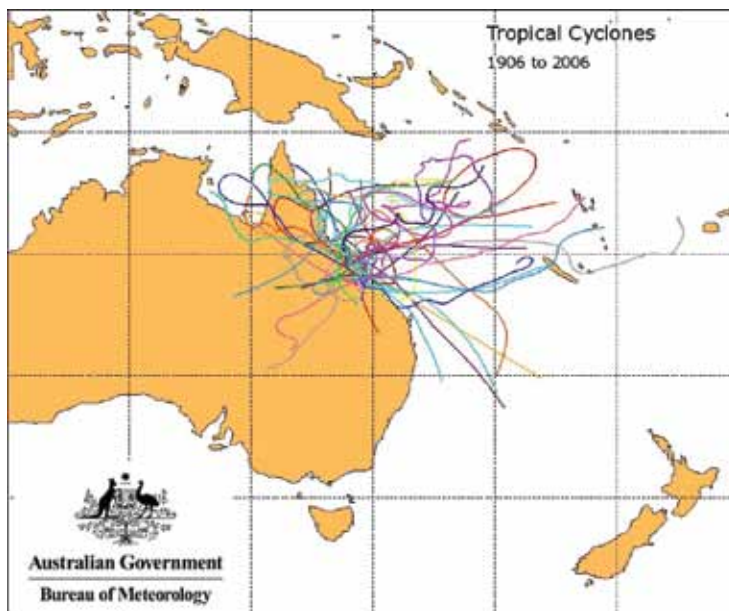 Tropical Cyclones
1906 to 2006
Australian Government
Bureau of Meteorology